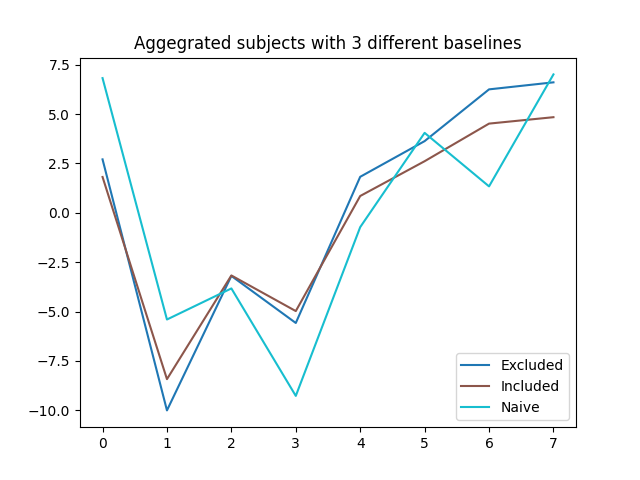 Aggegrated subjects with 3 different baselines
7.5
5.0
2.5
0.0
−2.5
−5.0
−7.5
−10.0
0 1 2 3 4 5 6 7
Excluded
Included
Naive